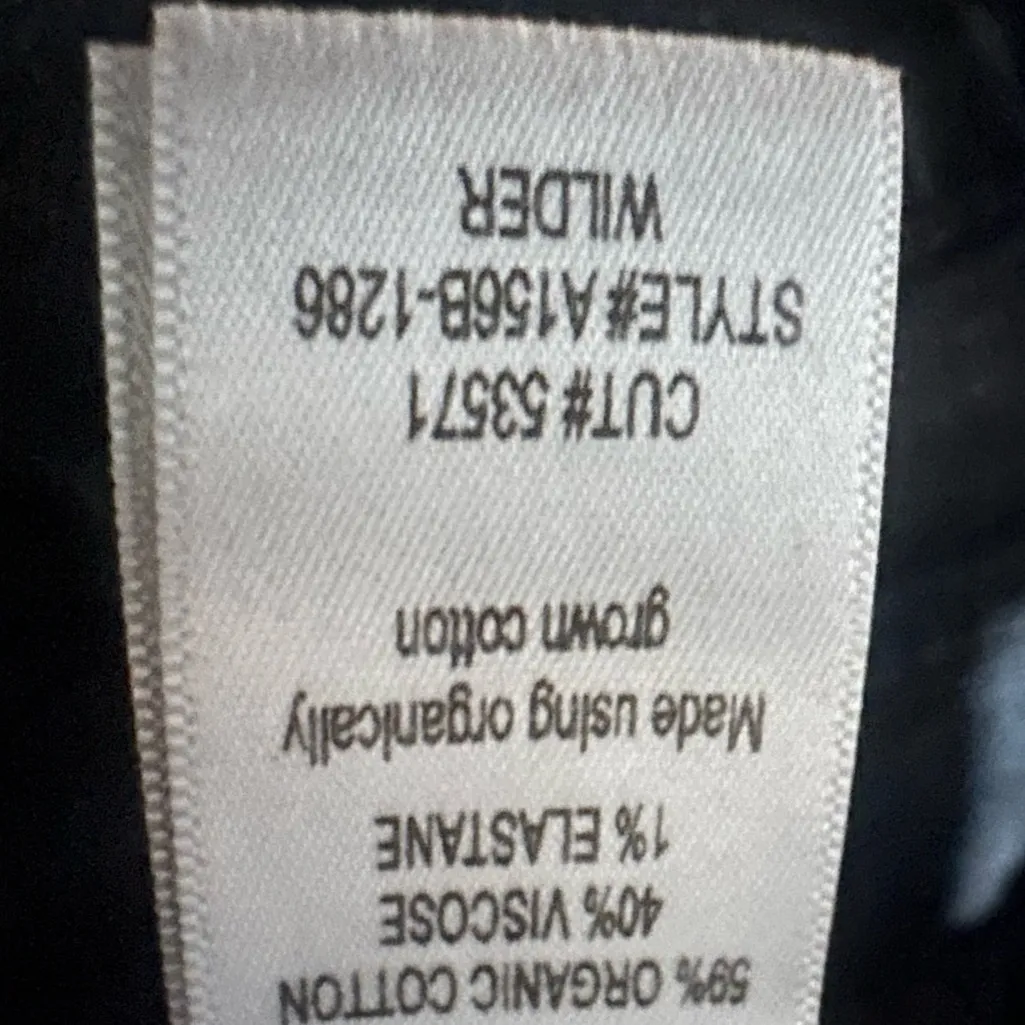 59% ORGANIC COTTON
40% VISCOSE
1% ELASTANE
Made using organically
grown cotton
CUT# 53571
STYLE# A156B-1286
WILDER